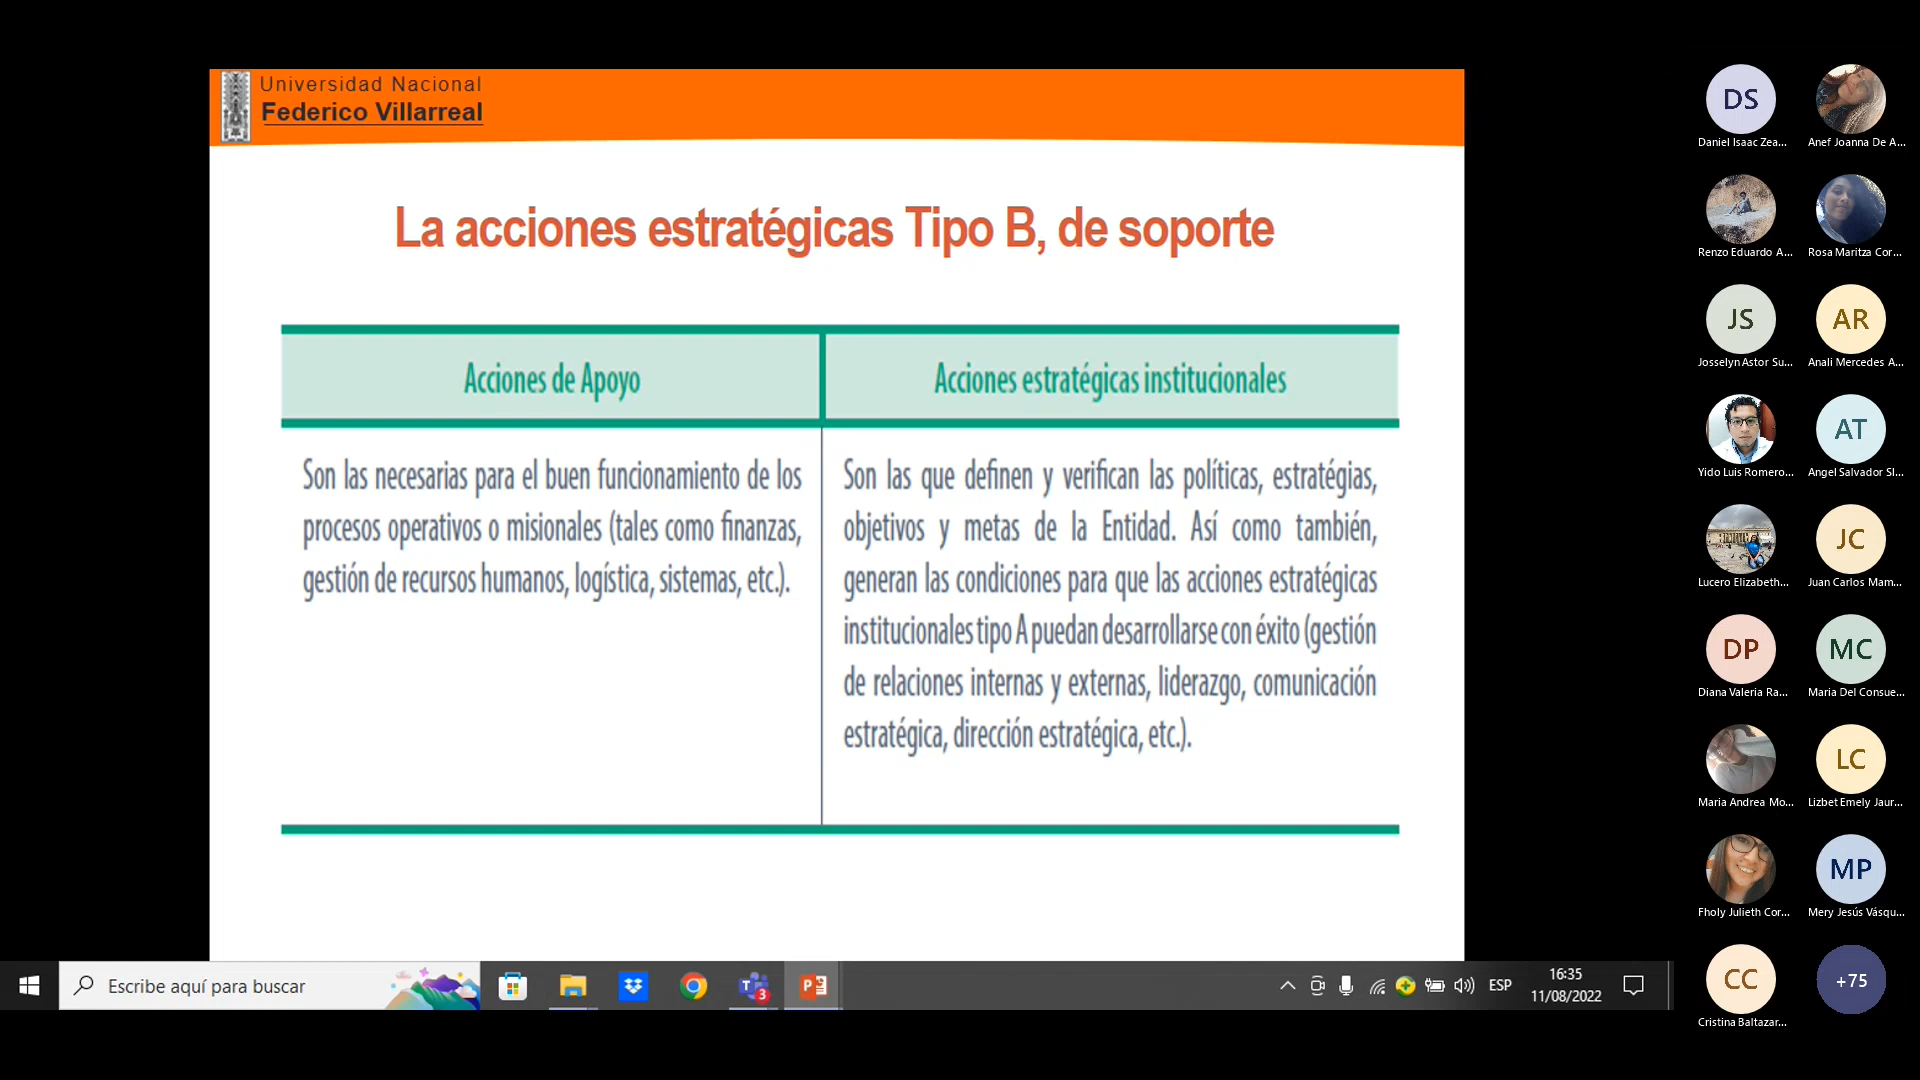 Universidad Nacional
Federico Villarreal
La acciones estratégicas Tipo B, de soporte
Acciones de Apoyo
Son las necesarias para el buen funcionamiento de los
procesos operativos o misionales (tales como finanzas,
gestión de recursos humanos, logística, sistemas, etc.).
Acciones estratégicas institucionales
Son las que definen y verifican las políticas, estratégias,
objetivos y metas de la Entidad. Así como también,
generan las condiciones para que las acciones estratégicas
institucionales tipo A puedan desarrollarse con éxito (gestión
de relaciones internas y externas, liderazgo, comunicación
estratégica, dirección estratégica, etc.).
Escribe aquí para buscar
3
ESP
16:35
11/08/2022
DS
Daniel Isaac Zea...
Anef Joanna De A...
Renzo Eduardo A...
Rosa Maritza Cor...
JS
Josselyn Astor Su...
AR
Anali Mercedes A...
Yido Luis Romero...
AT
Angel Salvador Sl...
Lucero Elizabeth...
JC
Juan Carlos Mam...
DP
Diana Valeria Ra...
MC
Maria Del Consue...
Maria Andrea Mo...
LC
Lizbet Emely Jaur...
Fholy Julieth Cor...
MP
Mery Jesús Vásqu...
CC
Cristina Baltazar...
+75